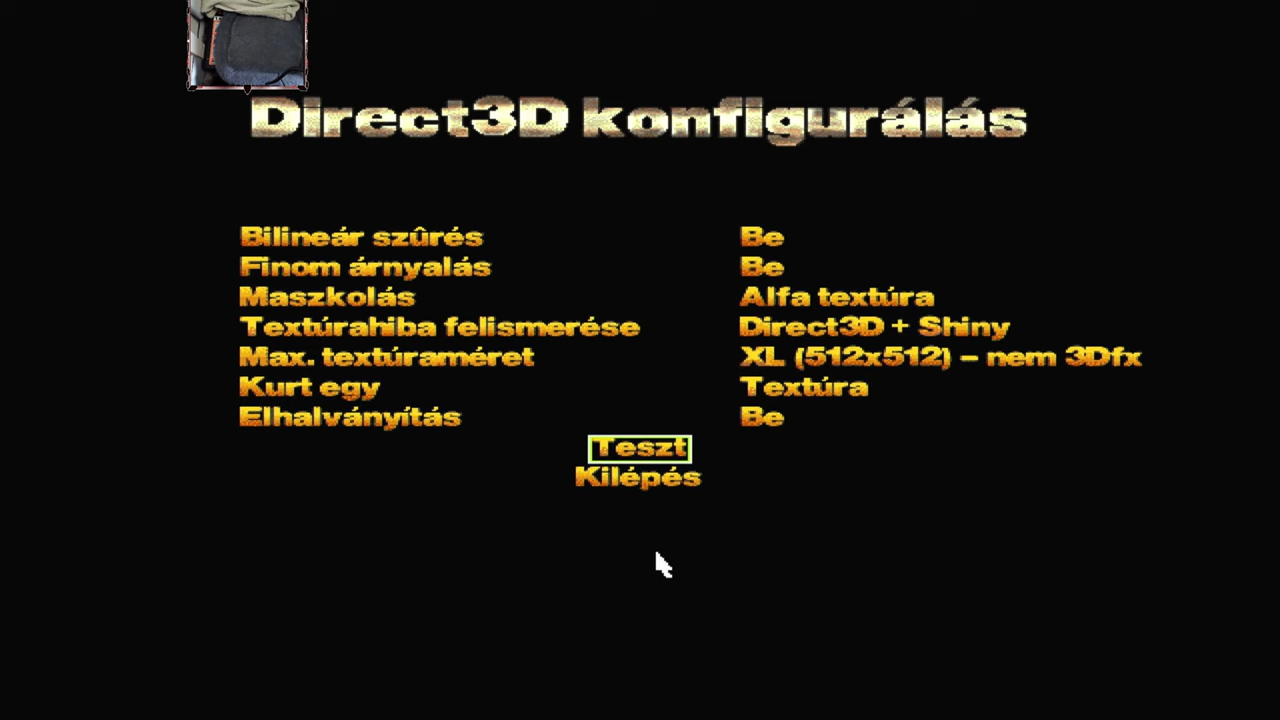 Direct3D konfigurálás
Bilineár szûrés Be
Finom árnyalás Be
Maszkolás Alfa textúra
Textúrahiba felismerése Direct3D + Shiny
Max. textúraméret XL (512x512) – nem 3Dfx
Kurt egy Textúra
Elhalványítás Be
Teszt
Kilépés